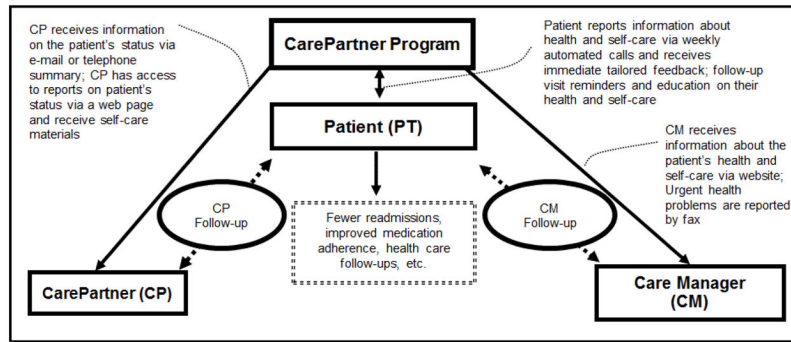 CP receives information
on the patient's status via
e-mail or telephone
summary; CP has access
to reports on patient's
status via a web page
and receive self-care
materials
CarePartner Program
Patient reports information about
health and self-care via weekly
automated calls and receives
immediate tailored feedback; follow-up
visit reminders and education on their
health and self-care
Patient (PT)
CM receives
information about the
patient's health and
self-care via website;
Urgent health
problems are reported
by fax
CP
Follow-up
Fewer readmissions,
improved medication
adherence, health care
follow-ups, etc.
CM
Follow-up
CarePartner (CP)
Care Manager
(CM)